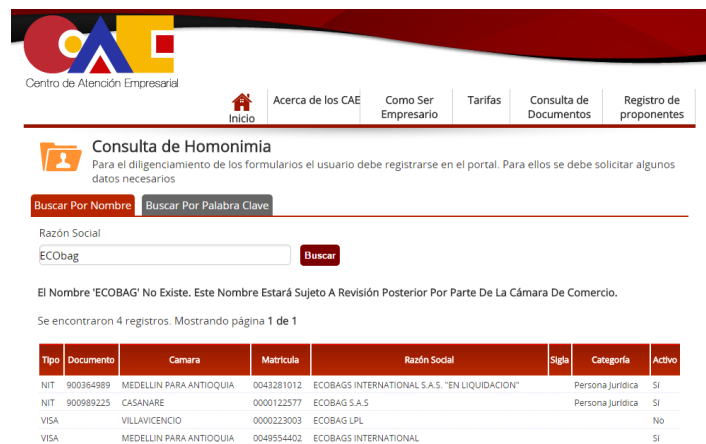 CAE
Centro de Atención Empresarial
Inicio
Acerca de los CAE
Como Ser
Empresario
Tarifas
Consulta de
Documentos
Registro de
proponentes
Consulta de Homonimia
Para el diligenciamiento de los formularios el usuario debe registrarse en el portal. Para ellos se debe solicitar algunos
datos necesarios
Buscar Por Nombre Buscar Por Palabra Clave
Razón Social
ECObag Buscar
El Nombre 'ECOBAG' No Existe. Este Nombre Estará Sujeto A Revisión Posterior Por Parte De La Cámara De Comercio.
Se encontraron 4 registros. Mostrando página 1 de 1
Tipo Documento Camara Matricula Razón Social Sigla Categoría Activo
NIT 900364989 MEDELLIN PARA ANTIOQUIA 0043281012 ECOBAGS INTERNATIONAL S.A.S. "EN LIQUIDACION" Persona Jurídica Sí
NIT 900989225 CASANARE 0000122577 ECOBAG S.A.S Persona Jurídica Sí
VISA VILLAVICENCIO 0000223003 ECOBAG LPL No
VISA MEDELLIN PARA ANTIOQUIA 0049554402 ECOBAGS INTERNATIONAL Sí